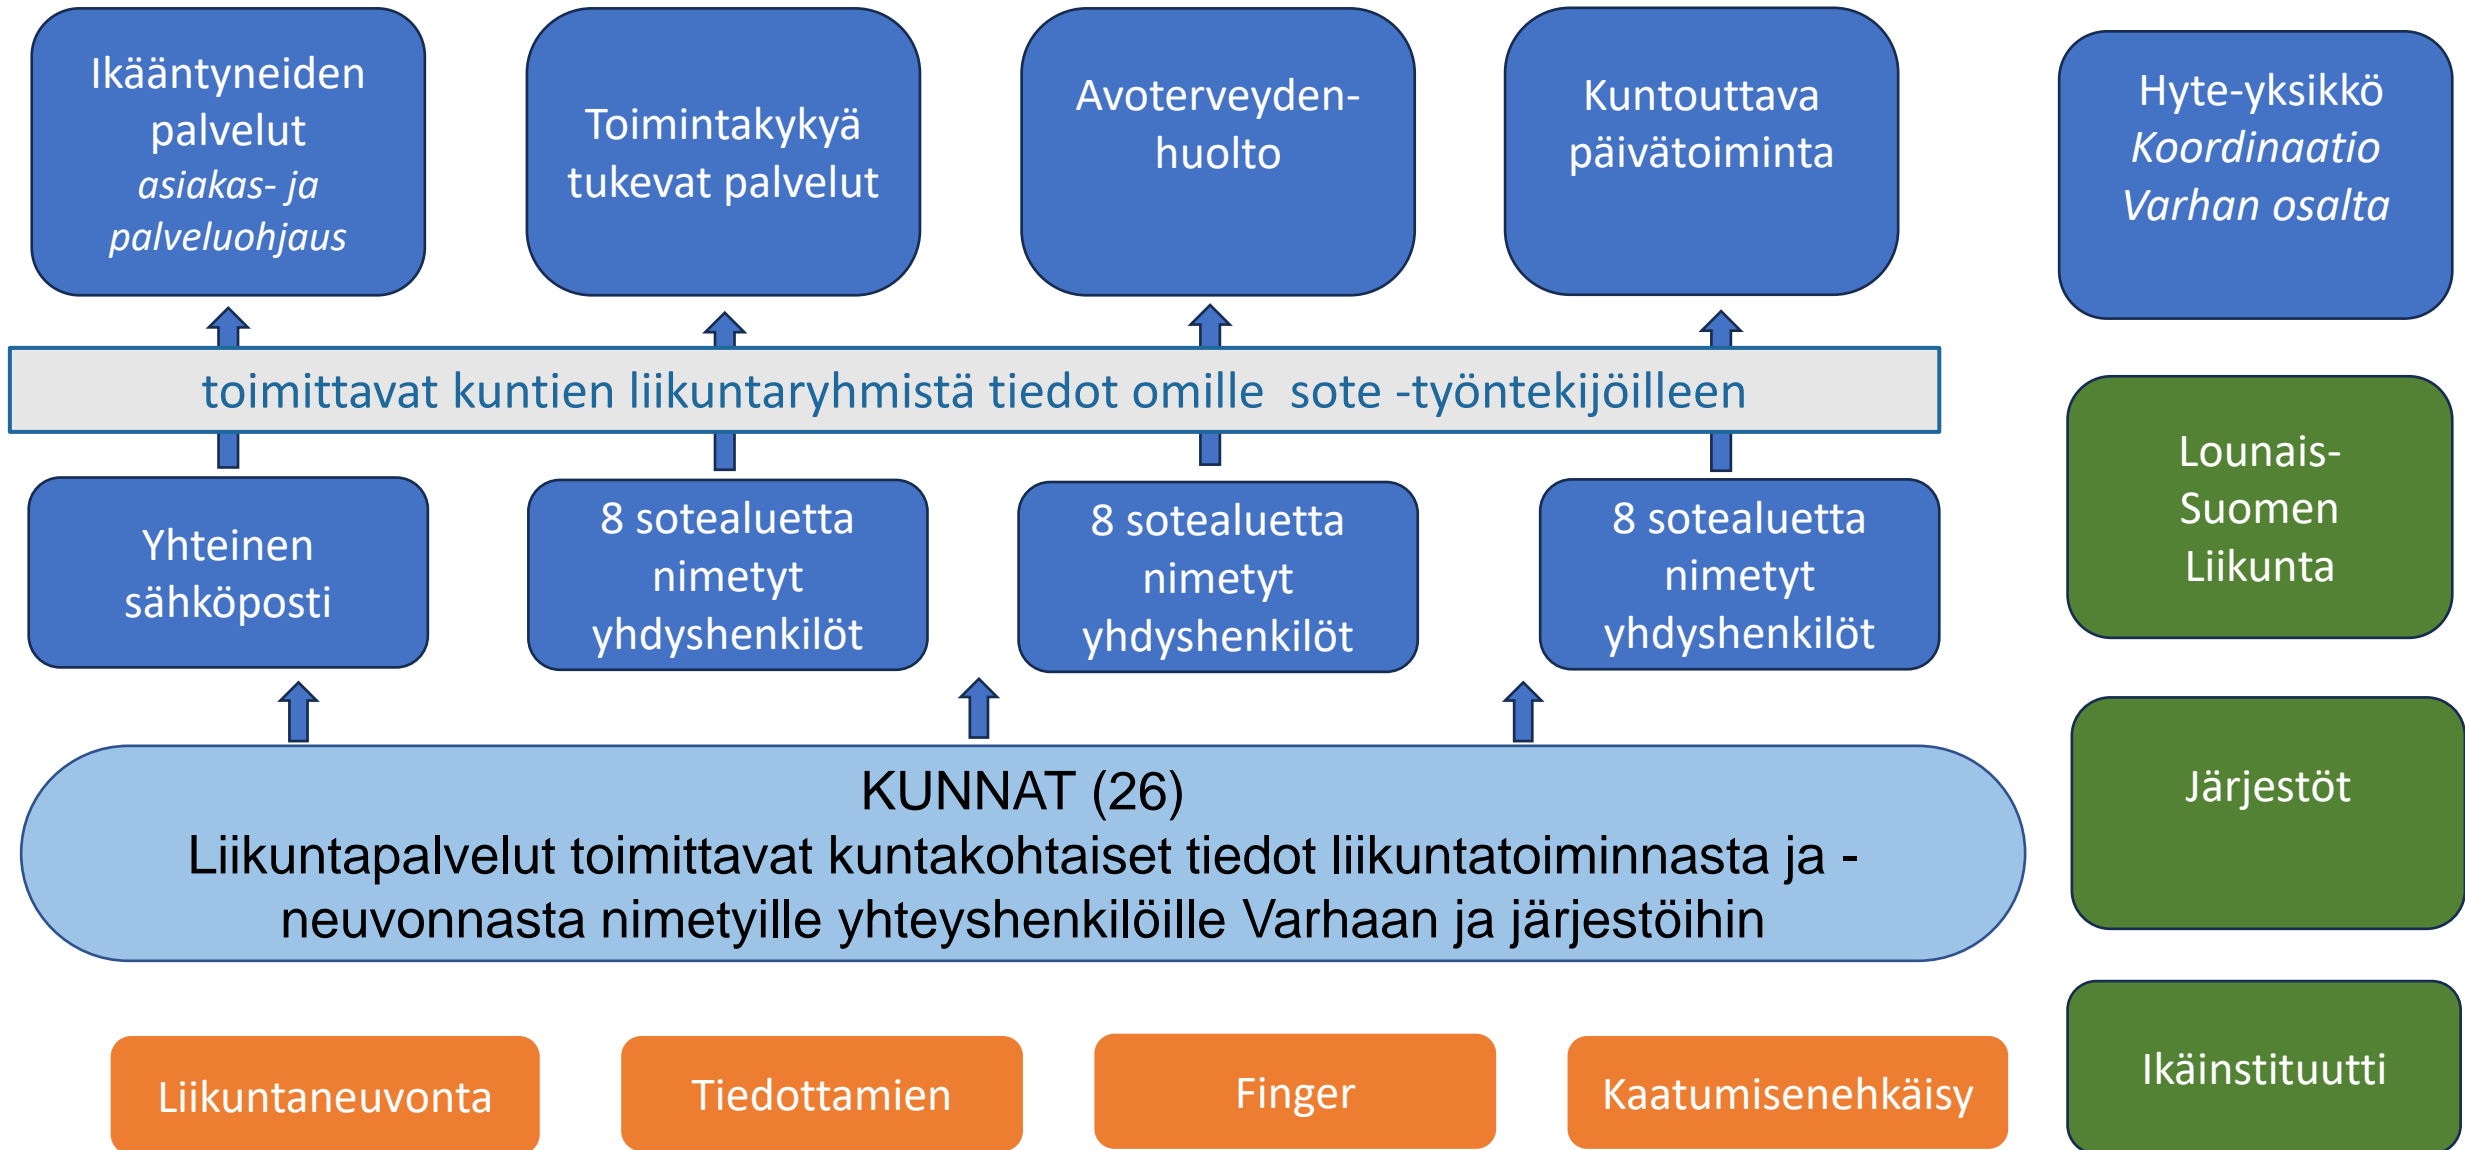 Ikääntyneiden
palvelut
asiakas- ja
palveluohjaus
Toimintakykyä
tukevat palvelut
Avoterveyden-
huolto
Kuntouttava
päivätoiminta
Hyte-yksikkö
Koordinaatio
Varhan osalta
toimittavat kuntien liikuntaryhmistä tiedot omille  sote -työntekijöilleen
Yhteinen
sähköposti
8 sotealuetta
nimetyt
yhdyshenkilöt
8 sotealuetta
nimetyt
yhdyshenkilöt
8 sotealuetta
nimetyt
yhdyshenkilöt
Lounais-
Suomen
Liikunta
KUNNAT (26)
Liikuntapalvelut toimittavat kuntakohtaiset tiedot liikuntatoiminnasta ja -
neuvonnasta nimetyille yhteyshenkilöille Varhaan ja järjestöihin
Järjestöt
Liikuntaneuvonta
Tiedottamien
Finger
Kaatumisenehkäisy
Ikäinstituutti